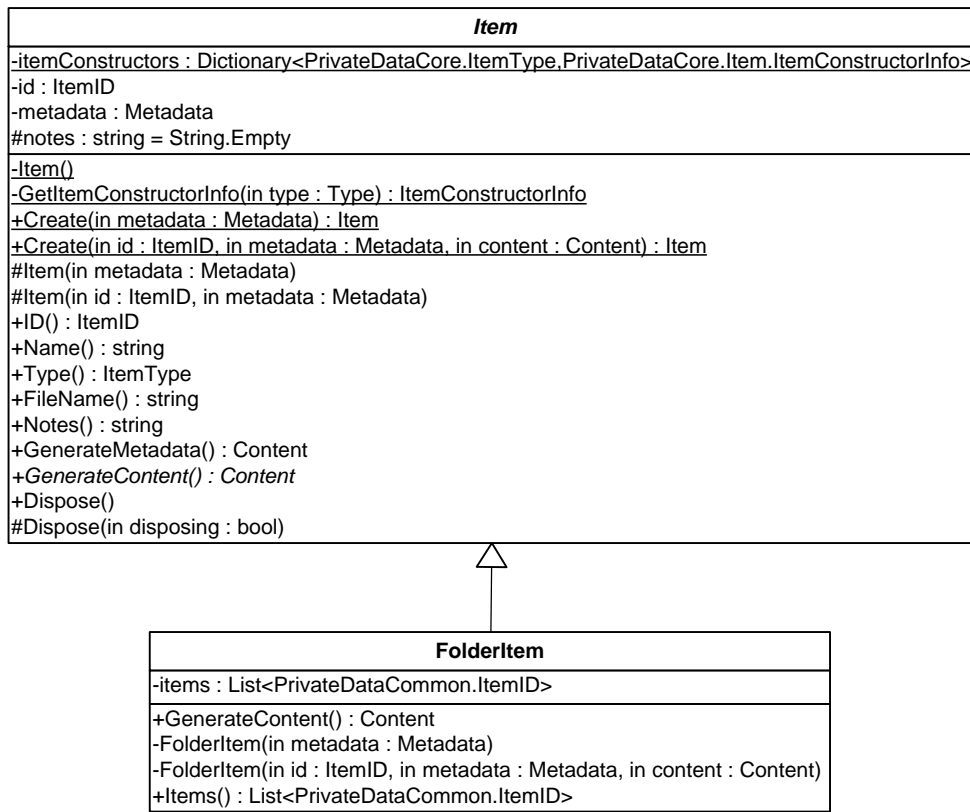 Item
-itemConstructors : Dictionary<PrivateDataCore.ItemType,PrivateDataCore.Item.ItemConstructorInfo>
-id : ItemID
-metadata : Metadata
#notes : string = String.Empty
-Item()
-GetItemConstructorInfo(in type : Type) : ItemConstructorInfo
+Create(in metadata : Metadata) : Item
+Create(in id : ItemID, in metadata : Metadata, in content : Content) : Item
#Item(in metadata : Metadata)
#Item(in id : ItemID, in metadata : Metadata)
+ID() : ItemID
+Name() : string
+Type() : ItemType
+FileName() : string
+Notes() : string
+GenerateMetadata() : Content
+GenerateContent() : Content
+Dispose()
#Dispose(in disposing : bool)
FolderItem
-items : List<PrivateDataCommon.ItemID>
+GenerateContent() : Content
-FolderItem(in metadata : Metadata)
-FolderItem(in id : ItemID, in metadata : Metadata, in content : Content)
+Items() : List<PrivateDataCommon.ItemID>